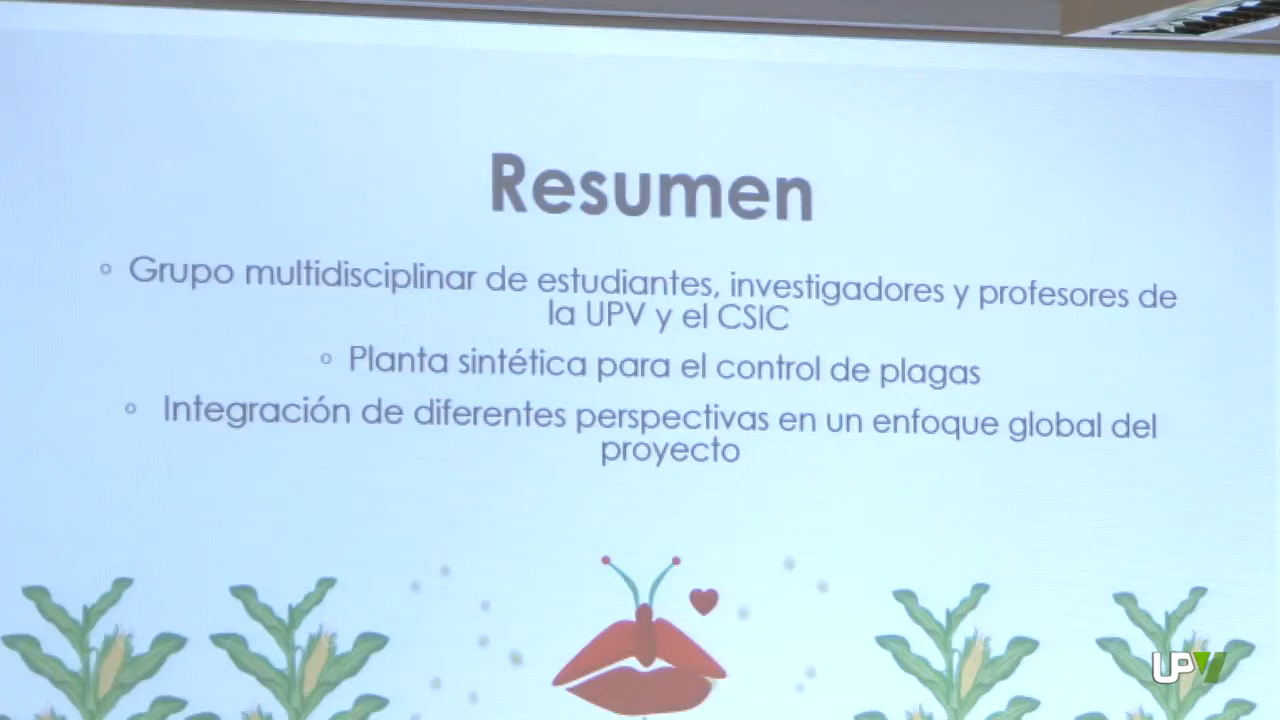 Resumen
◦ Grupo multidisciplinar de estudiantes, investigadores y profesores de
la UPV y el CSIC
◦ Planta sintética para el control de plagas
◦ Integración de diferentes perspectivas en un enfoque global del
proyecto
UPV